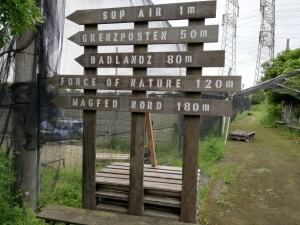 SUP AIR 1m
GRENZPOSTEN 50m
BADLANDZ 80m
FORCE OF NATURE 120m
MAGFED NORD 180m